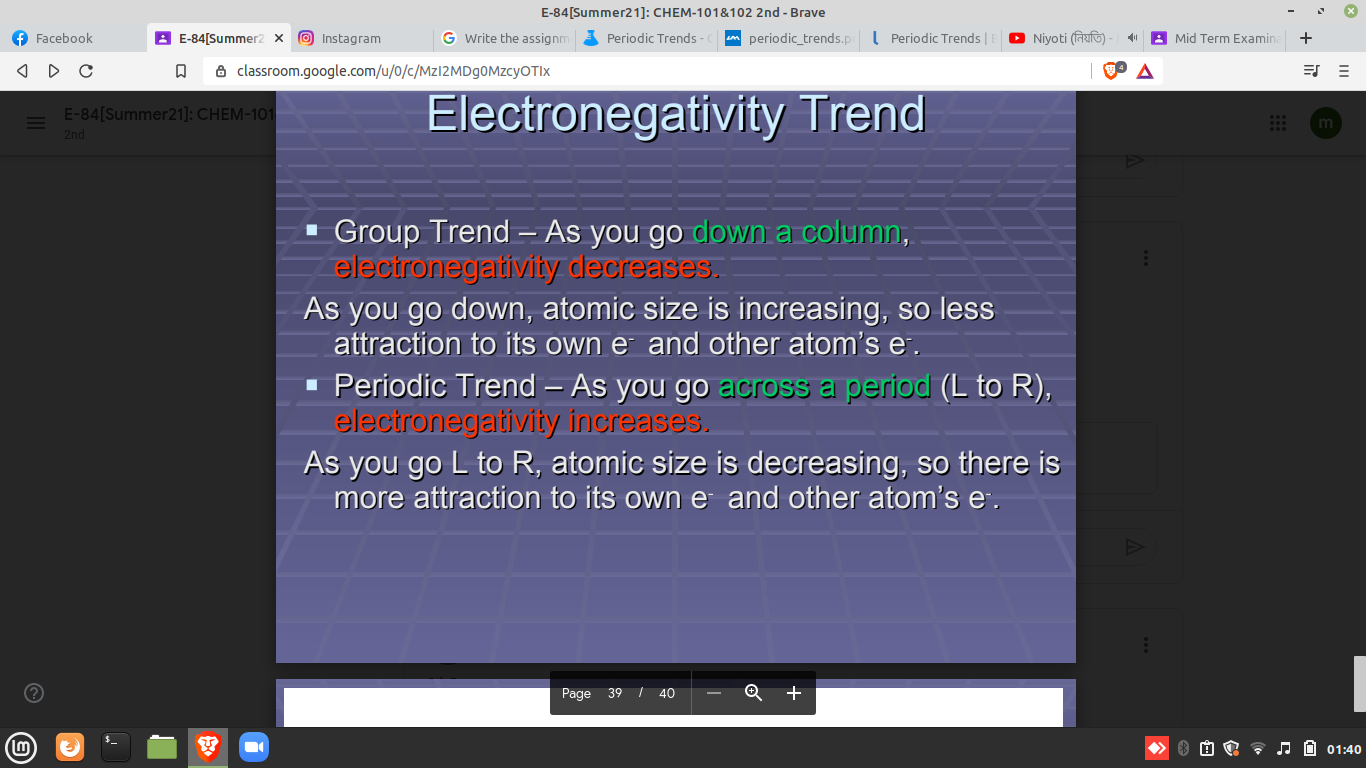 E-84[Summer21]: CHEM-101&102 2nd - Brave
Facebook
E-84[Summer2
Instagram
Write the assignm
Periodic Trends -
periodic_trends.p
Periodic Trends |
Niyoti (নিয়তি) -
Mid Term Examina
classroom.google.com/u/0/c/MzI2MDg0MzcyOTIx
4
E-84[Summer21]: CHEM-101
2nd
m
Electronegativity Trend
Group Trend – As you go down a column,
electronegativity decreases.
As you go down, atomic size is increasing, so less
attraction to its own e- and other atom’s e-.
Periodic Trend – As you go across a period (L to R),
electronegativity increases.
As you go L to R, atomic size is decreasing, so there is
more attraction to its own e- and other atom’s e-.
Page 39 / 40
01:40